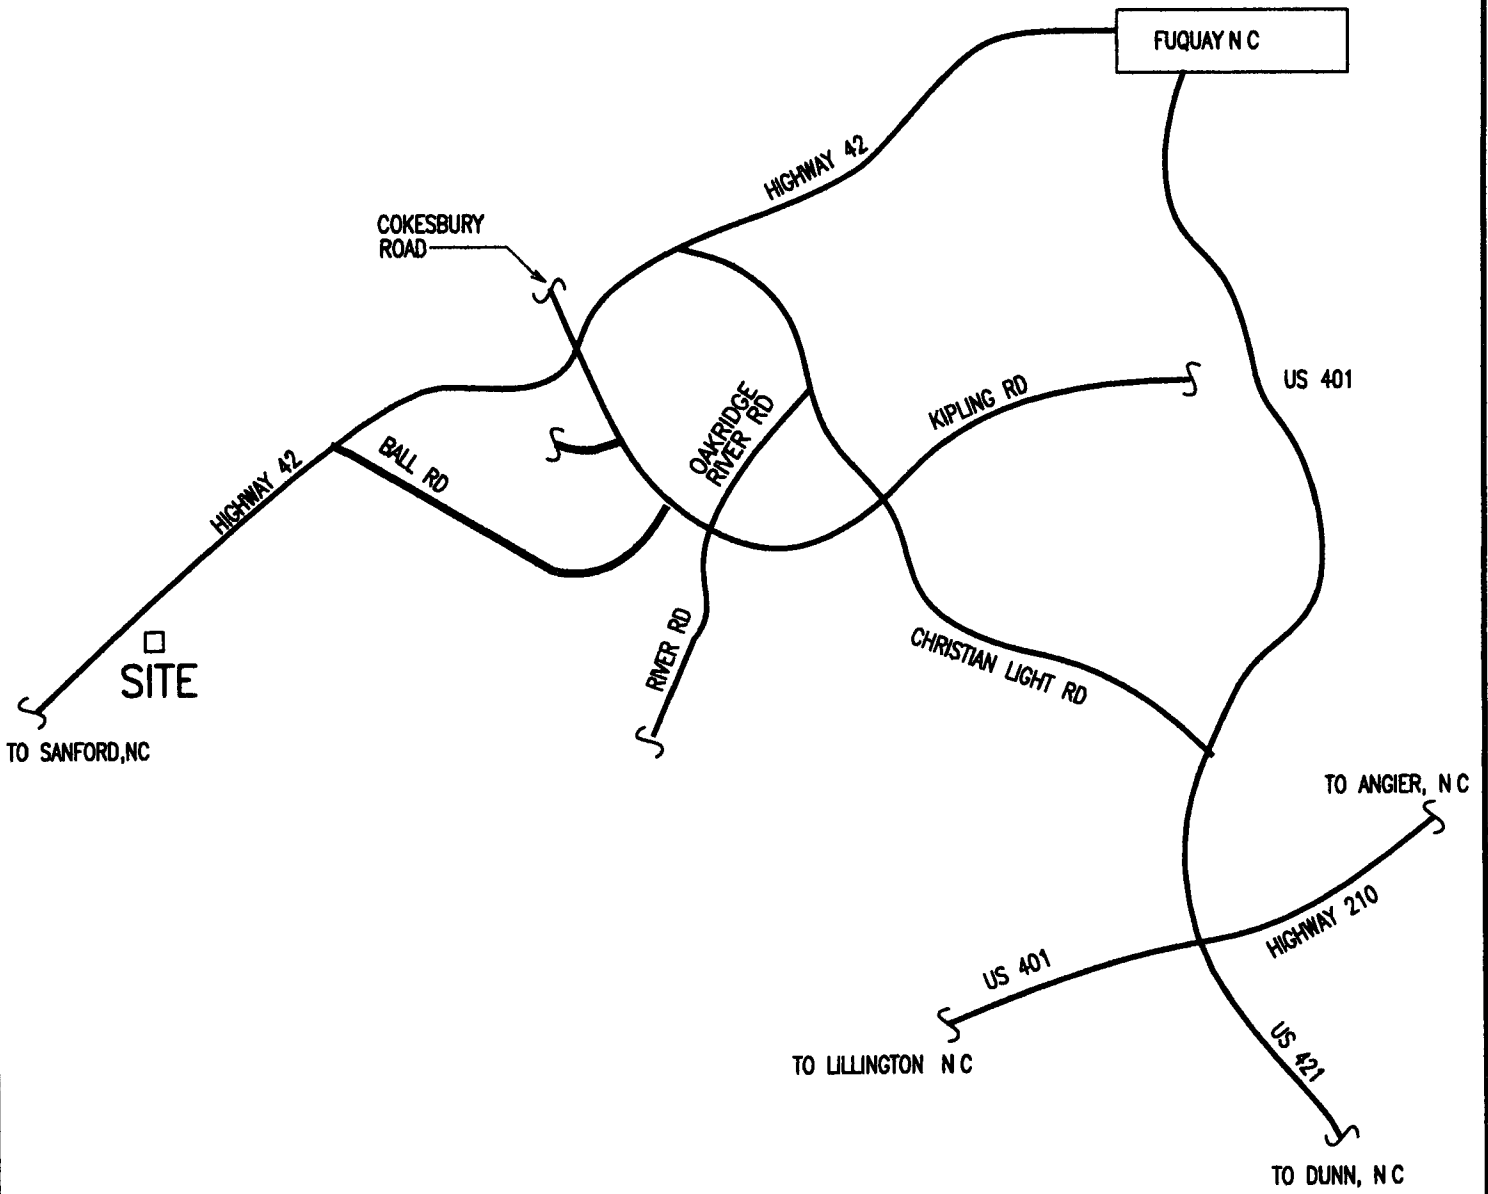 FUQUAY N C
HIGHWAY 42
COKESBURY
ROAD
US 401
KIPLING RD
OAKRIDGE
RIVER RD
BALL RD
HIGHWAY 42
RIVER RD
CHRISTIAN LIGHT RD
SITE
TO SANFORD,NC
TO ANGIER, N C
HIGHWAY 210
US 401
TO LILLINGTON N C
US 421
TO DUNN, N C